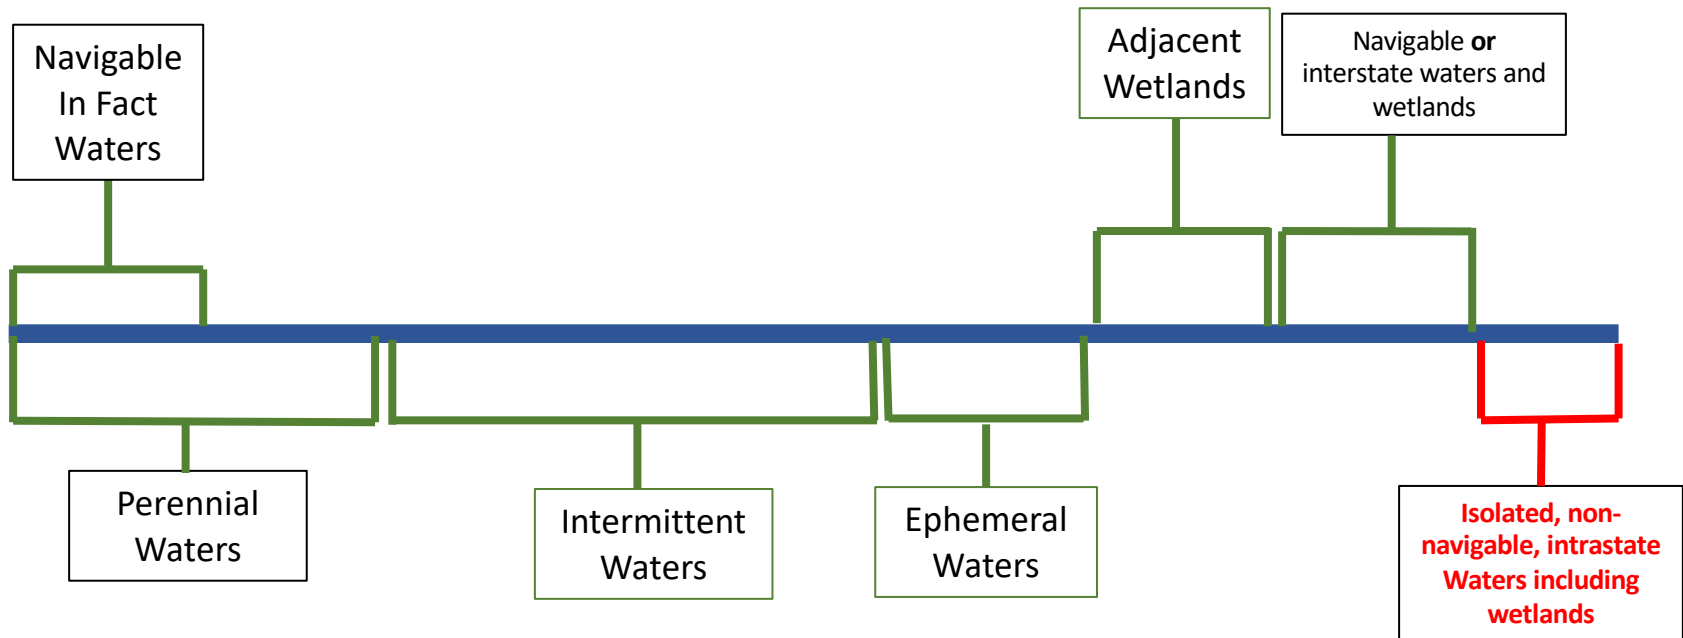 Navigable
In Fact
Waters
Adjacent
Wetlands
Navigable or
interstate waters and
wetlands
Perennial
Waters
Intermittent
Waters
Ephemeral
Waters
Isolated, non-
navigable, intrastate
Waters including
wetlands